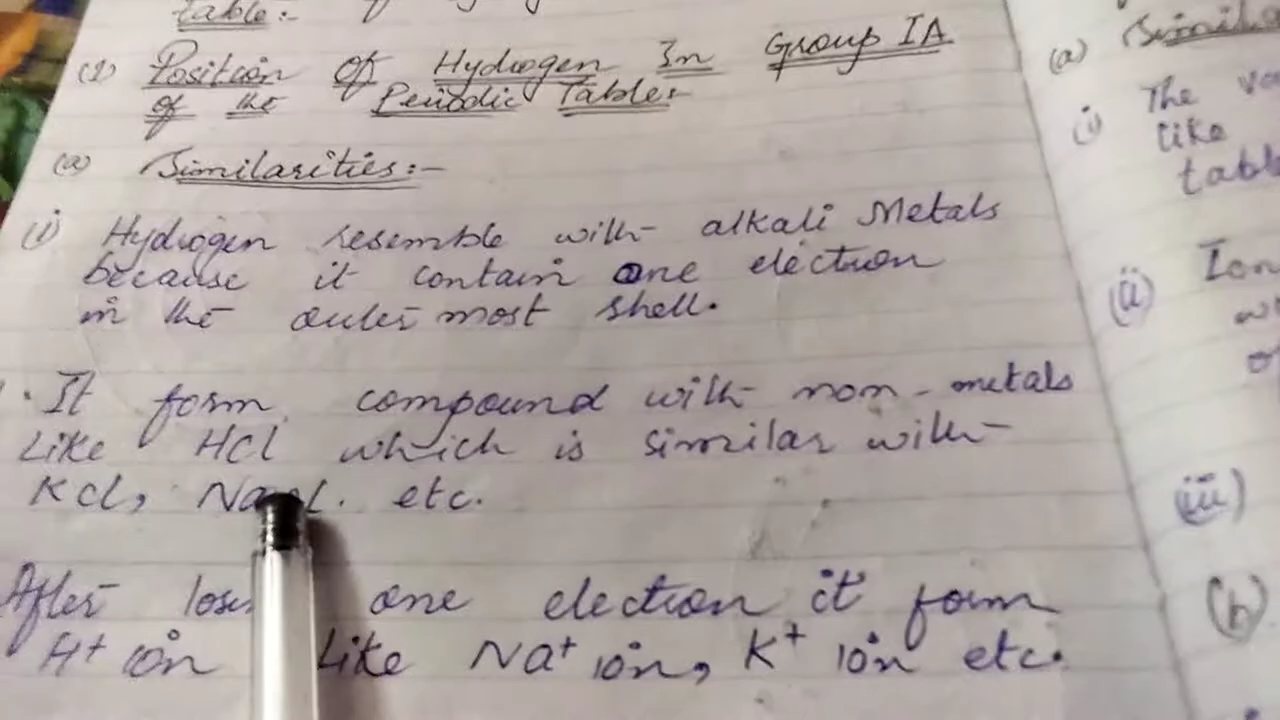 table:-
(2) Position Of Hydrogen In Group IA
of the Periodic Table:-
(a) Similarities:-
(i) Hydrogen resemble with alkali Metals
because it contain one electron
in the outer most shell.
It form compound with non-metals
Like HCl which is similar with
KCl, NaCl. etc.
After one electron it form
H+ ion Like Na+ ion, K+ ion etc.
(a)
(i) The
like
(ii) Ion
(iii)
(b)